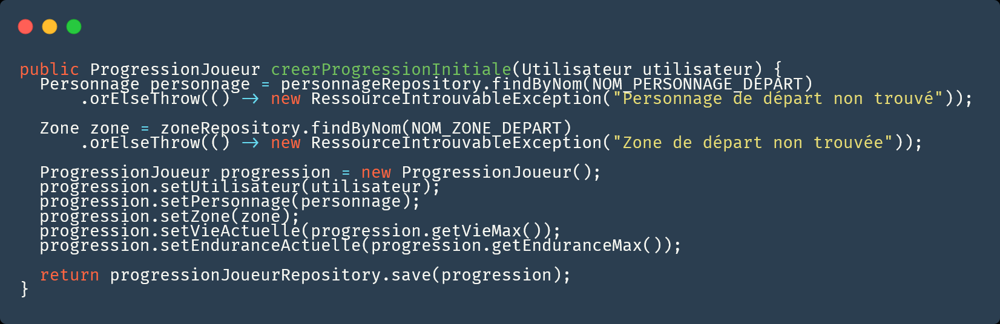 public ProgressionJoueur creerProgressionInitiale(Utilisateur utilisateur) {
  Personnage personnage = personnageRepository.findByNom(NOM_PERSONNAGE_DEPART)
      .orElseThrow(() -> new RessourceIntrouvableException("Personnage de départ non trouvé"));

  Zone zone = zoneRepository.findByNom(NOM_ZONE_DEPART)
      .orElseThrow(() -> new RessourceIntrouvableException("Zone de départ non trouvée"));

  ProgressionJoueur progression = new ProgressionJoueur();
  progression.setUtilisateur(utilisateur);
  progression.setPersonnage(personnage);
  progression.setZone(zone);
  progression.setVieActuelle(progression.getVieMax());
  progression.setEnduranceActuelle(progression.getEnduranceMax());

  return progressionJoueurRepository.save(progression);
}